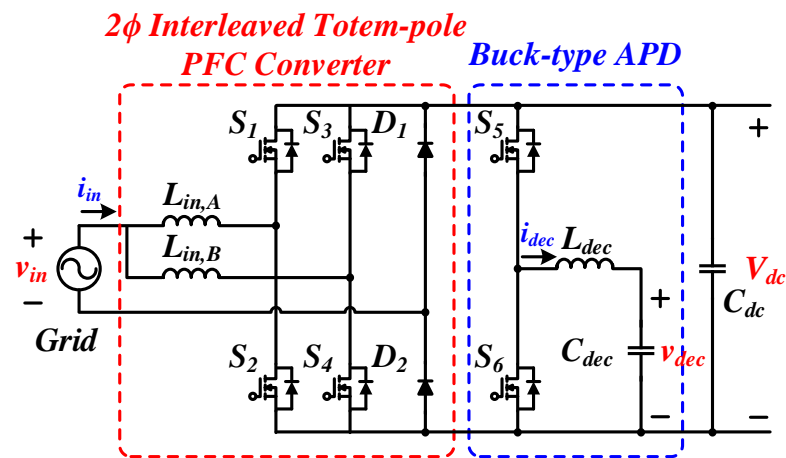 2ϕ Interleaved Totem-pole
PFC Converter
Buck-type APD
S1 S3 D1 S5
+
iin
Lin,A
Lin,B
idec Ldec
+
vin
−
Grid
+
Vdc
Cdc
S2 S4 D2 S6
Cdec vdec
−
−